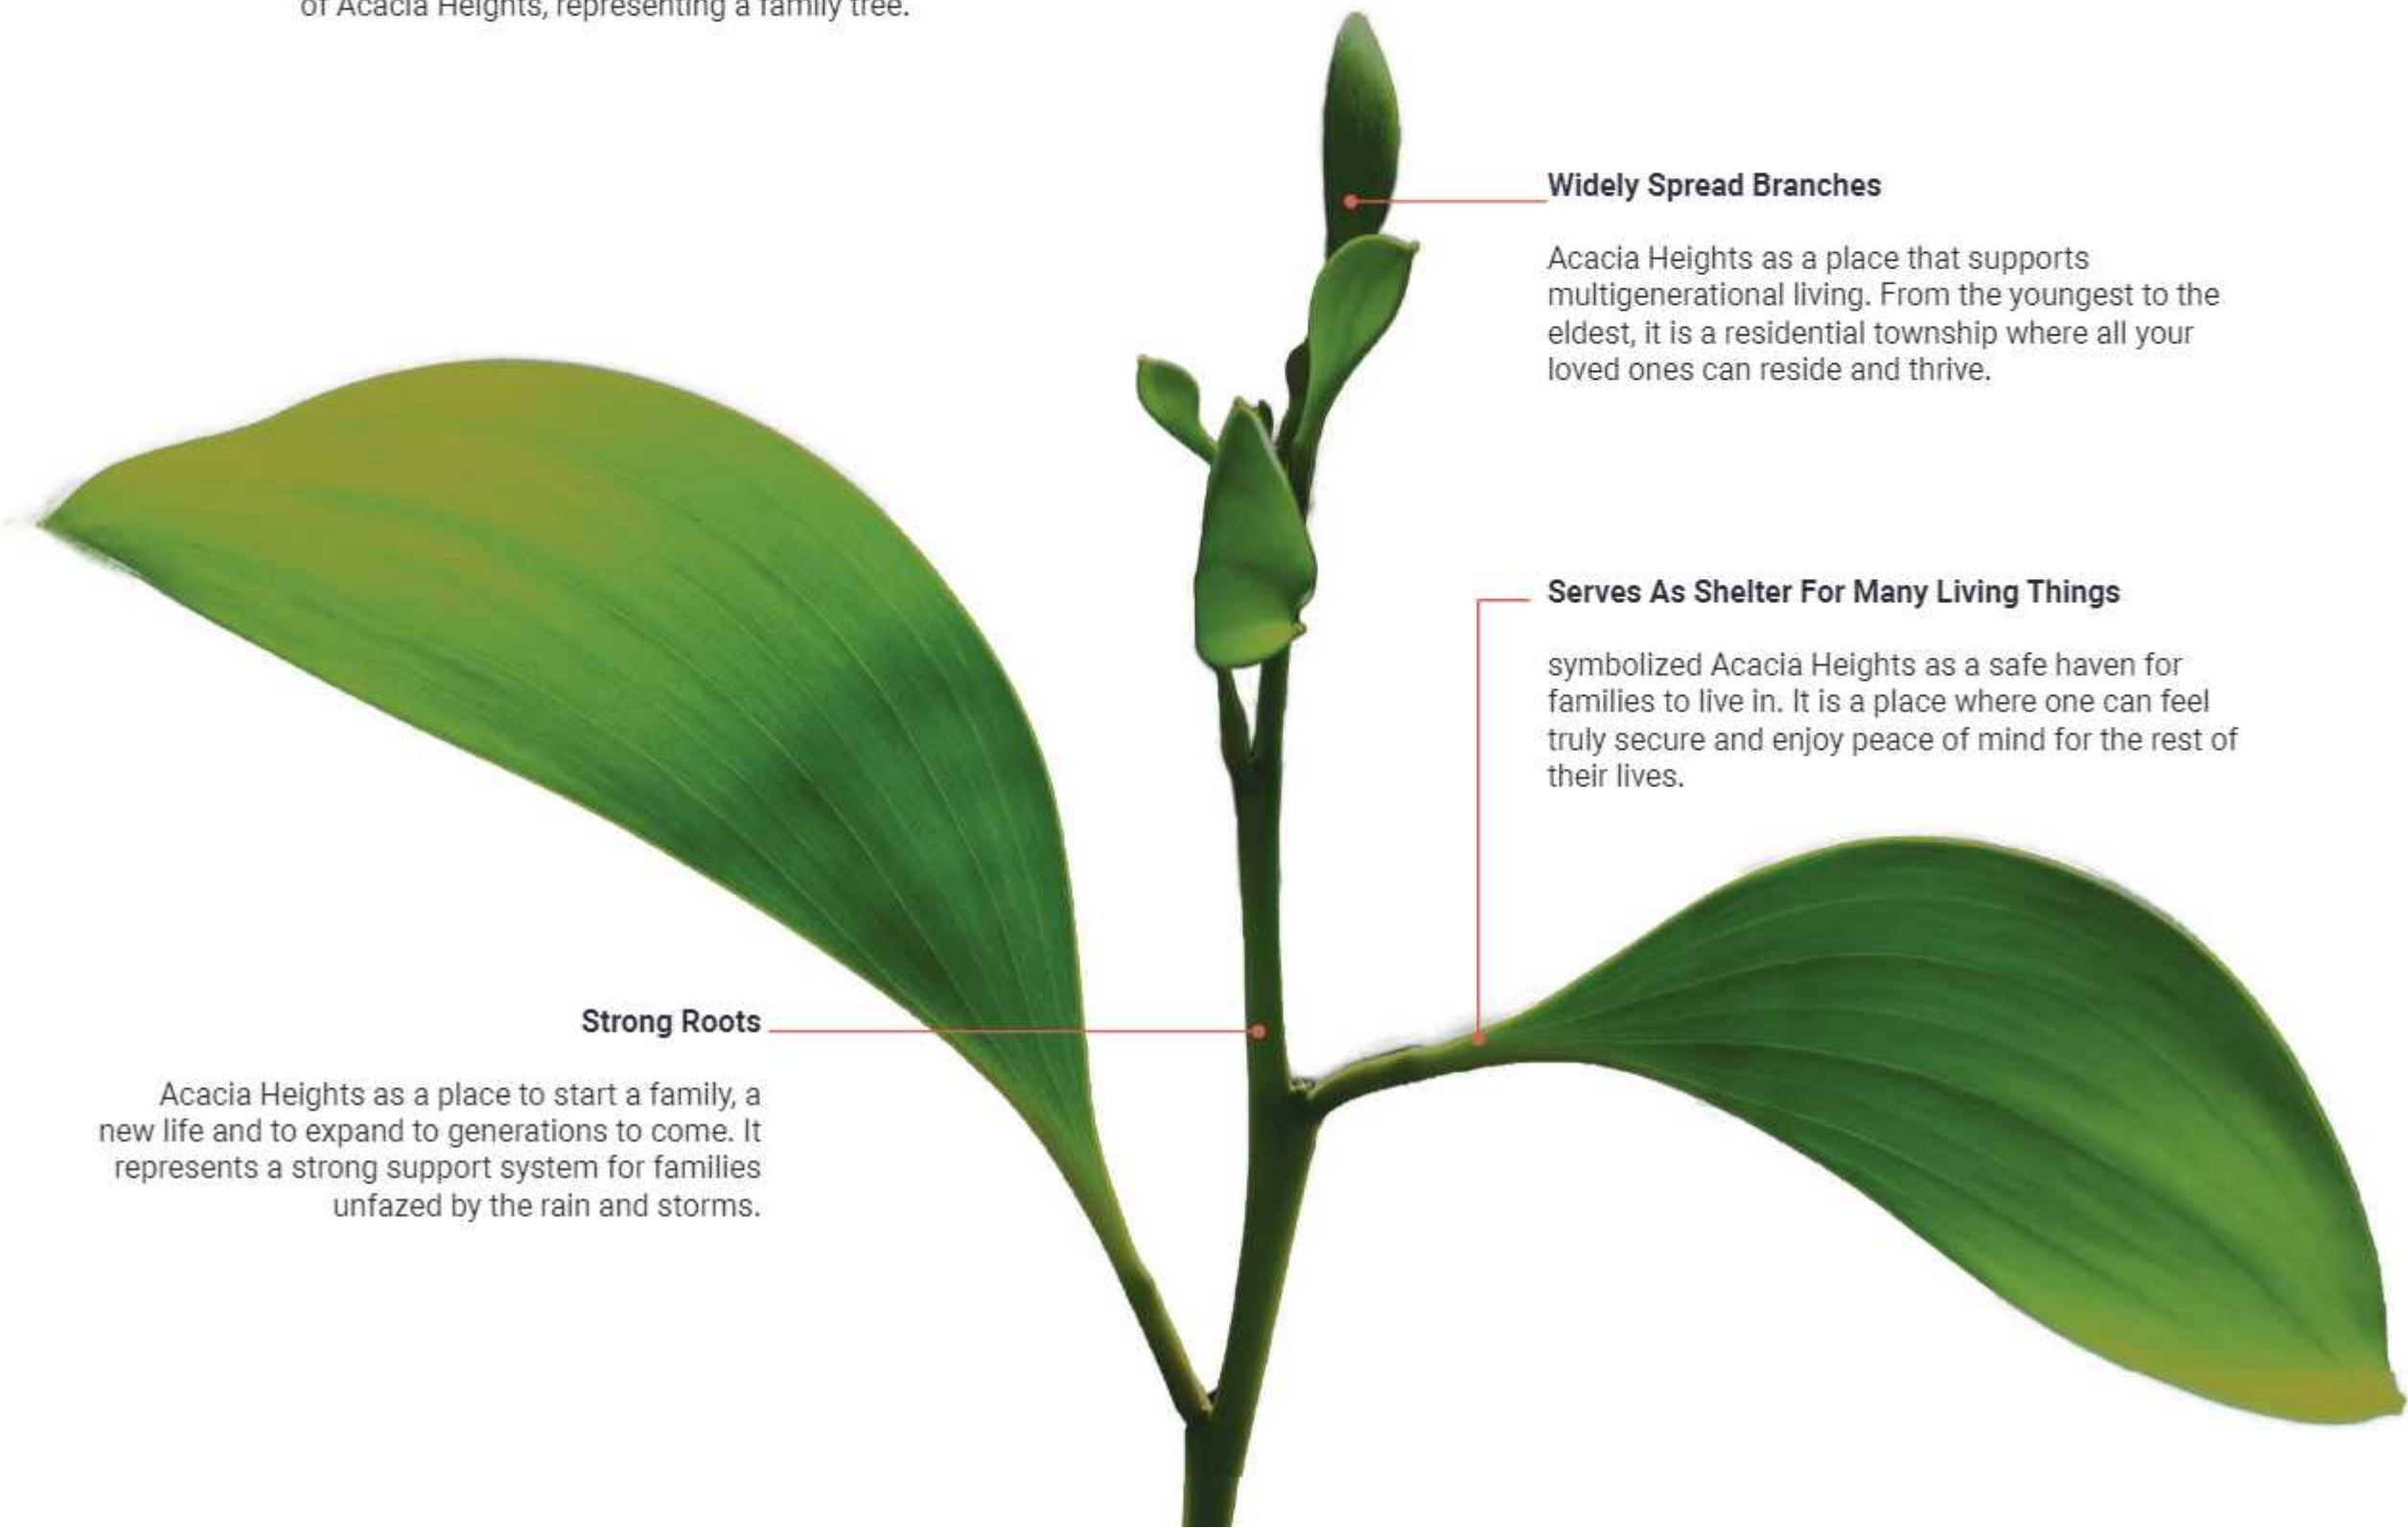 of Acacia Heights, representing a family tree.
Widely Spread Branches
Acacia Heights as a place that supports
multigenerational living. From the youngest to the
eldest, it is a residential township where all your
loved ones can reside and thrive.
Serves As Shelter For Many Living Things
symbolized Acacia Heights as a safe haven for
families to live in. It is a place where one can feel
truly secure and enjoy peace of mind for the rest of
their lives.
Strong Roots
Acacia Heights as a place to start a family, a
new life and to expand to generations to come. It
represents a strong support system for families
unfazed by the rain and storms.